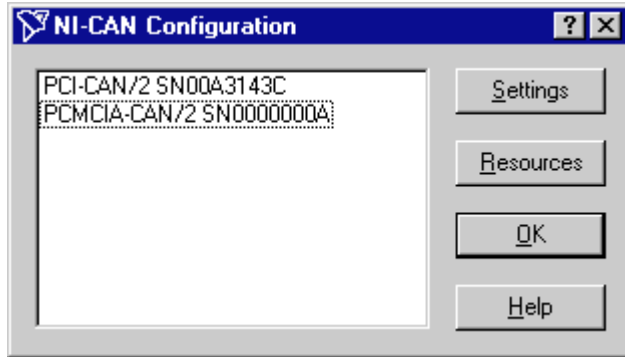 NI-CAN Configuration
PCI-CAN/2 SN00A3143C
PCMCIA-CAN/2 SN0000000A
Settings
Resources
OK
Help